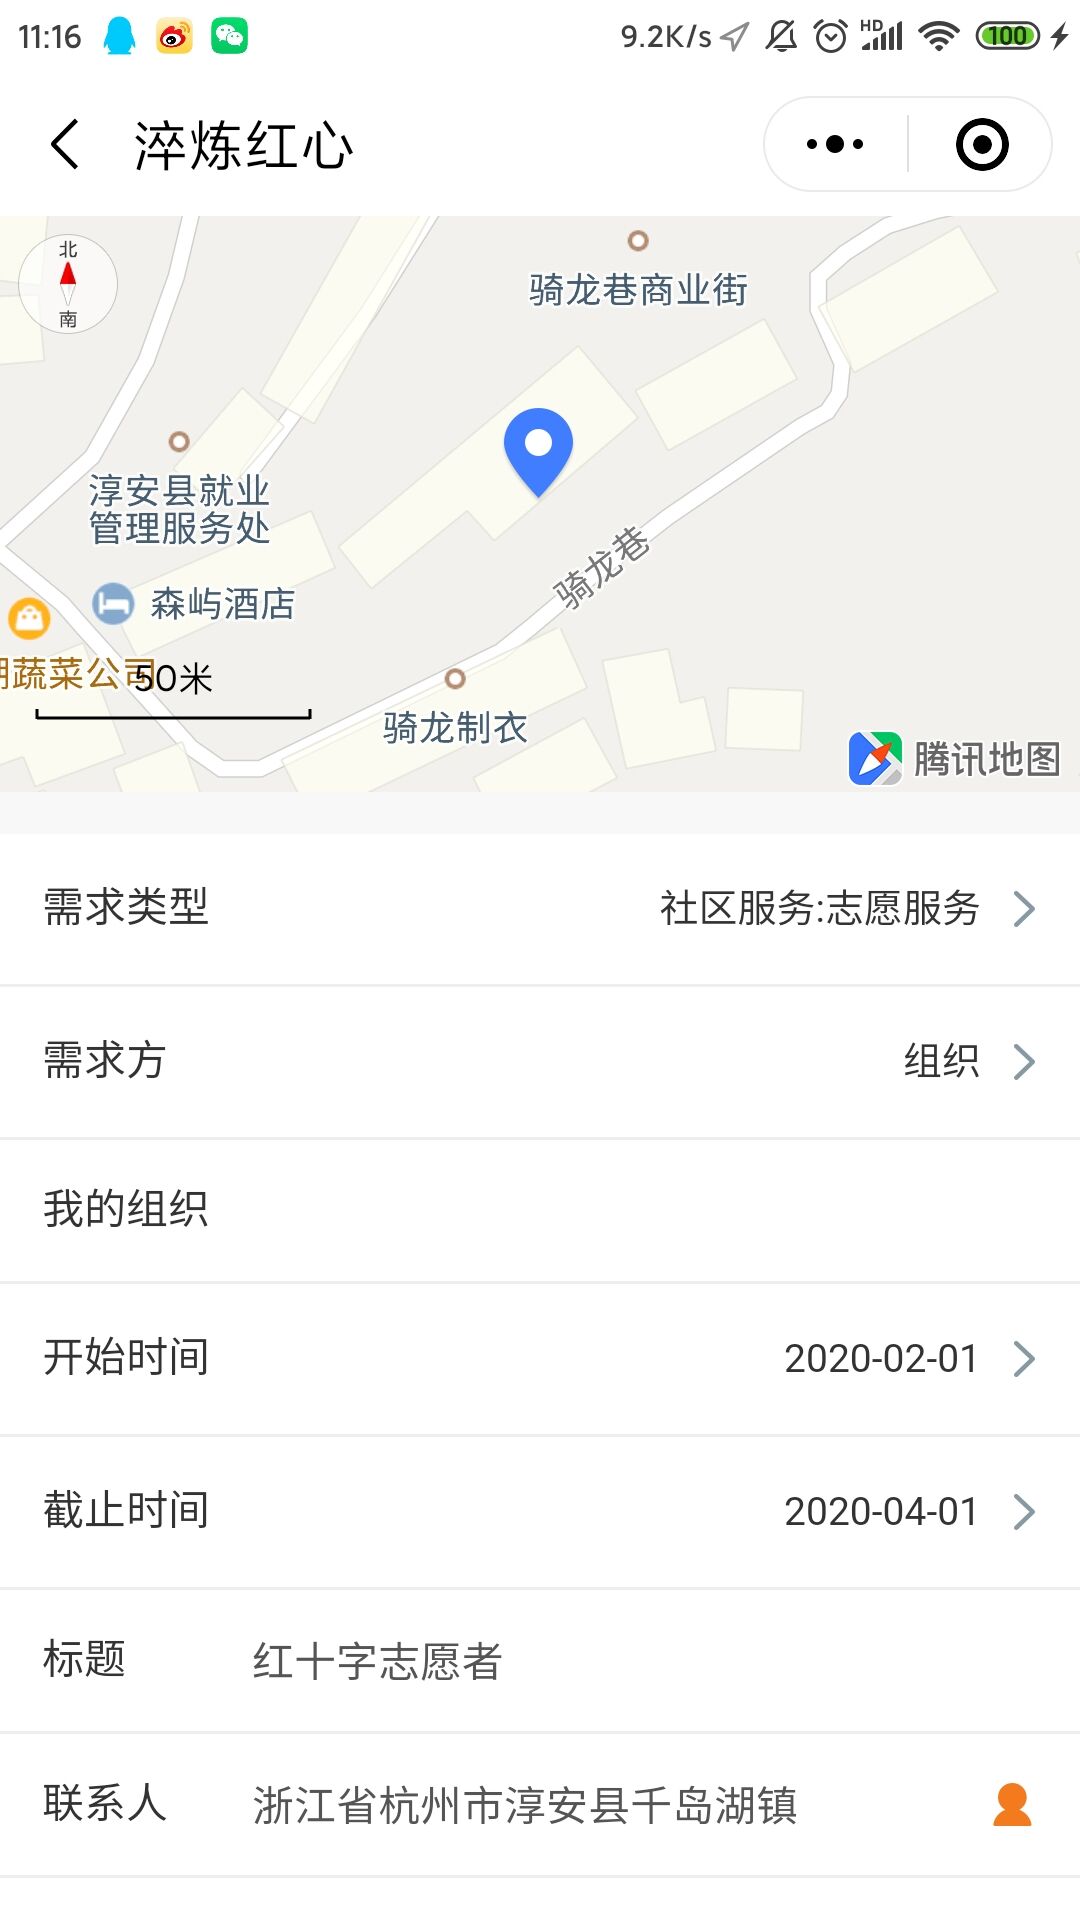 11:16
9.2K/s
HD
100
淬炼红心
北
南
骑龙巷商业街
淳安县就业
管理服务处
骑龙巷
森屿酒店
蔬菜公司
50米
骑龙制衣
腾讯地图
需求类型
社区服务:志愿服务
需求方
组织
我的组织
开始时间
2020-02-01
截止时间
2020-04-01
标题
红十字志愿者
联系人
浙江省杭州市淳安县千岛湖镇